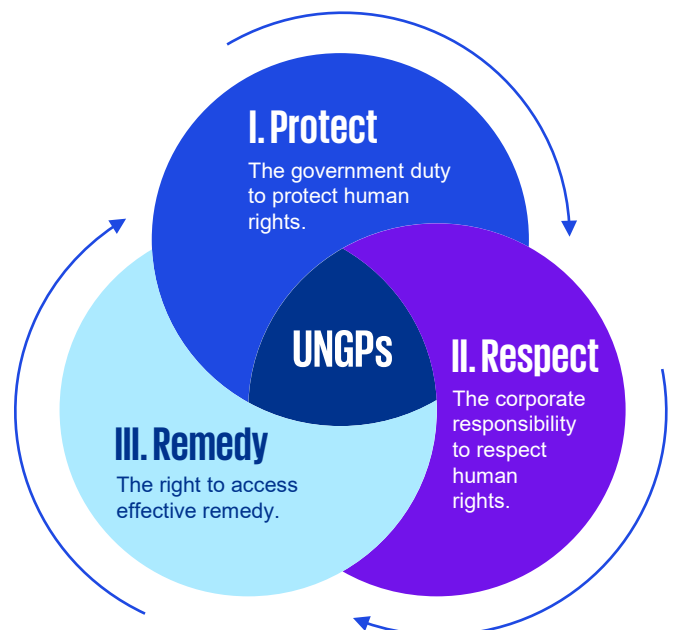 I. Protect
The government duty
to protect human
rights.
UNGPs
II. Respect
The corporate
responsibility
to respect
human
rights.
III. Remedy
The right to access
effective remedy.